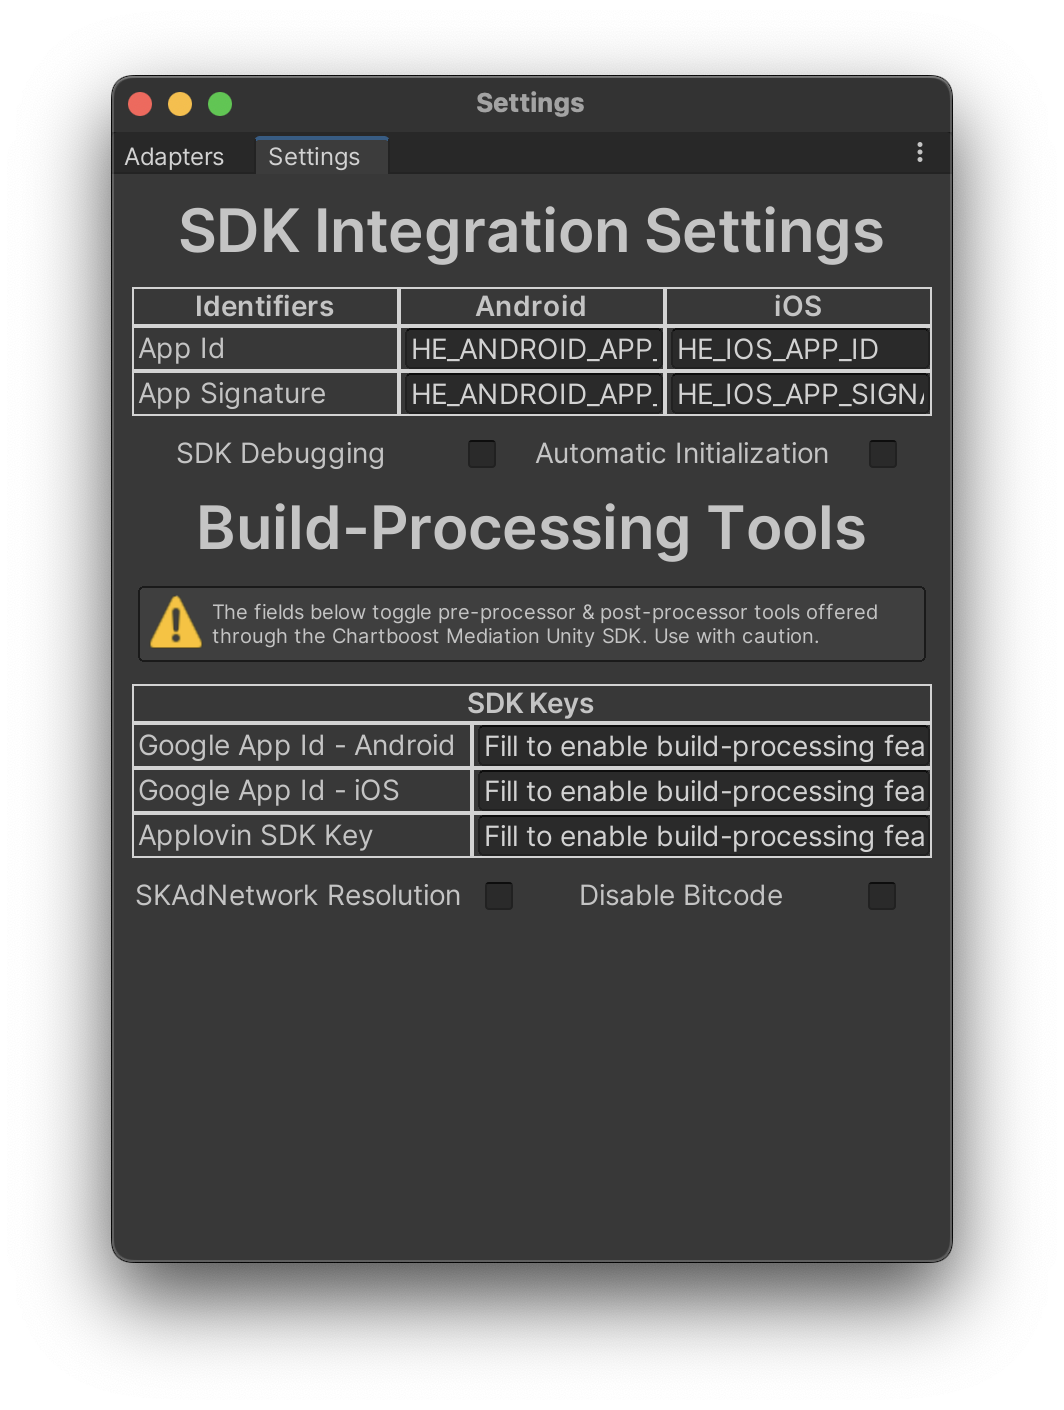 Settings
Adapters Settings
SDK Integration Settings
Identifiers Android iOS
App Id HE_ANDROID_APP_ HE_IOS_APP_ID
App Signature HE_ANDROID_APP_ HE_IOS_APP_SIGN
SDK Debugging Automatic Initialization
Build-Processing Tools
The fields below toggle pre-processor & post-processor tools offered
through the Chartboost Mediation Unity SDK. Use with caution.
SDK Keys
Google App Id - Android Fill to enable build-processing fea
Google App Id - iOS Fill to enable build-processing fea
Applovin SDK Key Fill to enable build-processing fea
SKAdNetwork Resolution Disable Bitcode